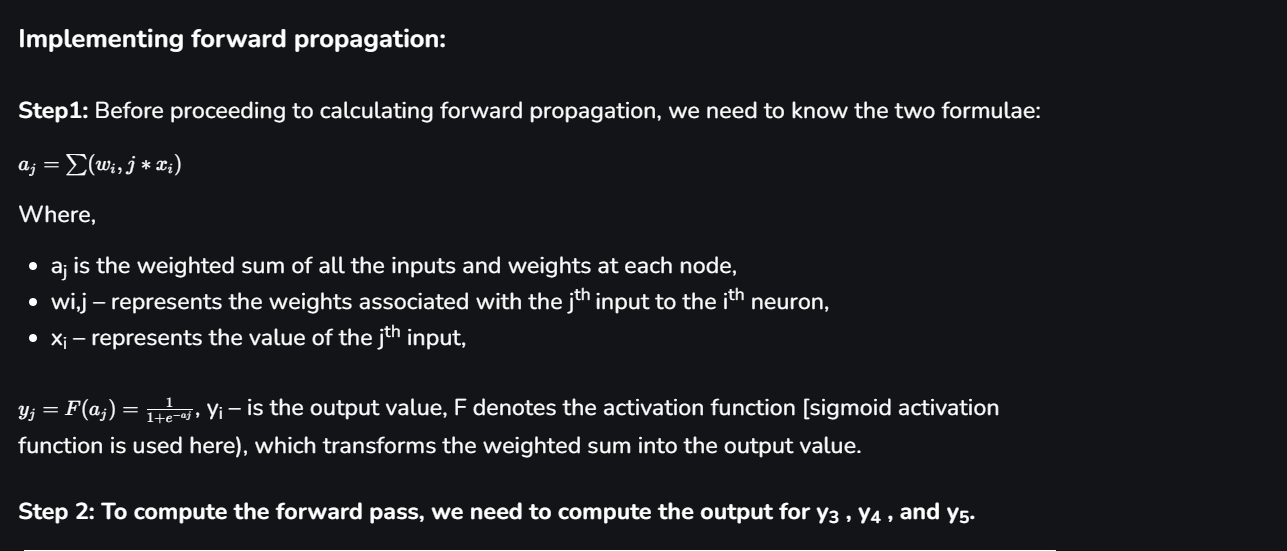 Implementing forward propagation:
Step1: Before proceeding to calculating forward propagation, we need to know the two formulae:
a_j = ∑(w_i, j * x_i)
Where,
• a_j is the weighted sum of all the inputs and weights at each node,
• wi,j – represents the weights associated with the j^th input to the i^th neuron,
• x_i – represents the value of the j^th input,
y_j = F(a_j) = 1/(1+e^−aj), y_i – is the output value, F denotes the activation function [sigmoid activation
function is used here), which transforms the weighted sum into the output value.
Step 2: To compute the forward pass, we need to compute the output for y_3 , y_4 , and y_5.